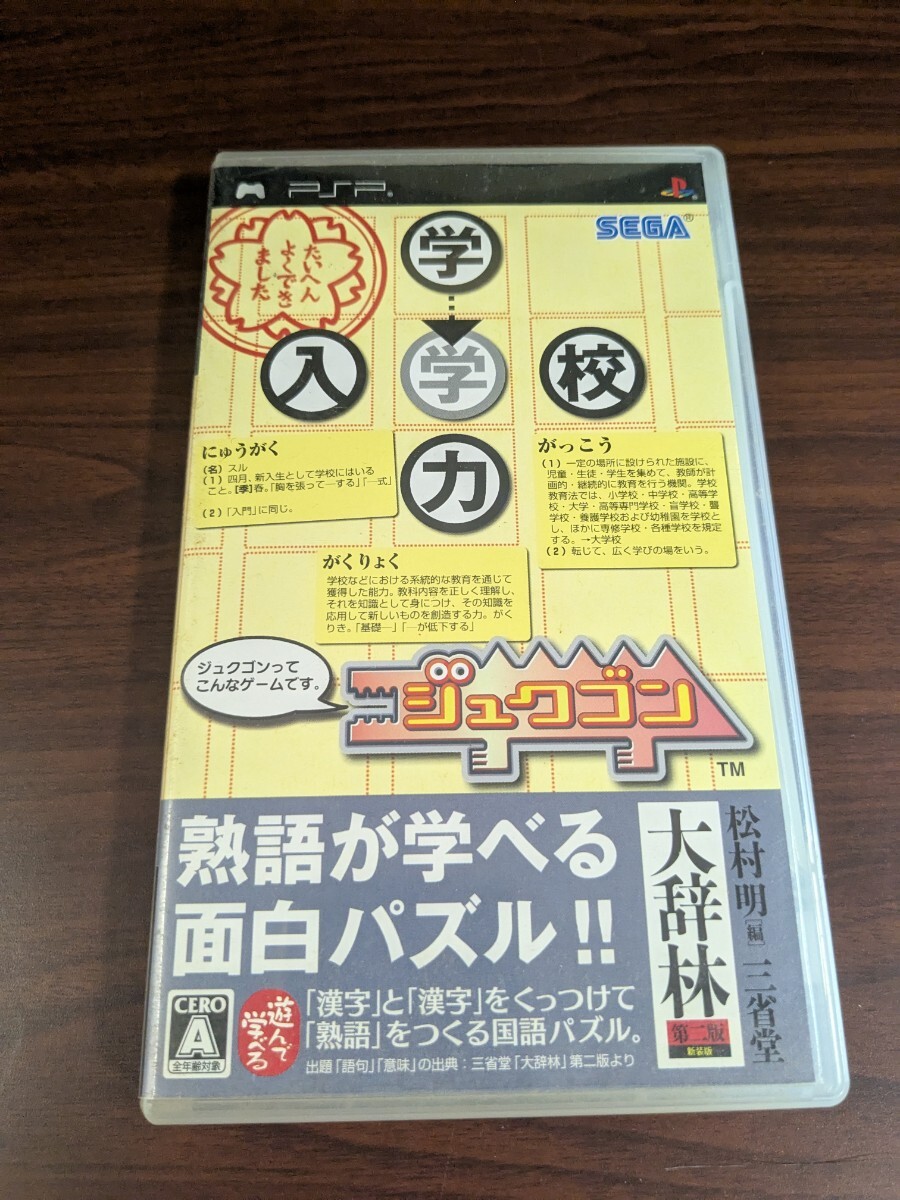 PSP
SEGA®
たいへん
よくでき
ました
学
入
学
校
力
にゅうがく
(名) スル
(1) 四月、新入生として学校にはいる
こと。[季]春。「胸を張って―する」「―式」
(2)「入門」に同じ。
がっこう
(1) 一定の場所に設けられた施設に、
児童・生徒・学生を集めて、教師が計
画的・継続的に教育を行う機関。学校
教育法では、小学校・中学校・高等学
校・大学・高等専門学校・盲学校・聾
学校・養護学校および幼稚園を学校と
し、ほかに専修学校・各種学校を規定
する。→大学校
(2) 転じて、広く学びの場をいう。
がくりょく
学校などにおける系統的な教育を通じて
獲得した能力。教科内容を正しく理解し、
それを知識として身につけ、その知識を
応用して新しいものを創造する力。がく
りき。「基礎―」「―が低下する」
ジュクゴンって
こんなゲームです。
ジュクゴン
TM
熟語が学べる
面白パズル!!
松村明[編] 三省堂
大辞林
第二版
新装版
CERO
A
全年齢対象
遊んで
学べる
「漢字」と「漢字」をくっつけて
「熟語」をつくる国語パズル。
出題「語句」「意味」の出典:三省堂「大辞林」第二版より